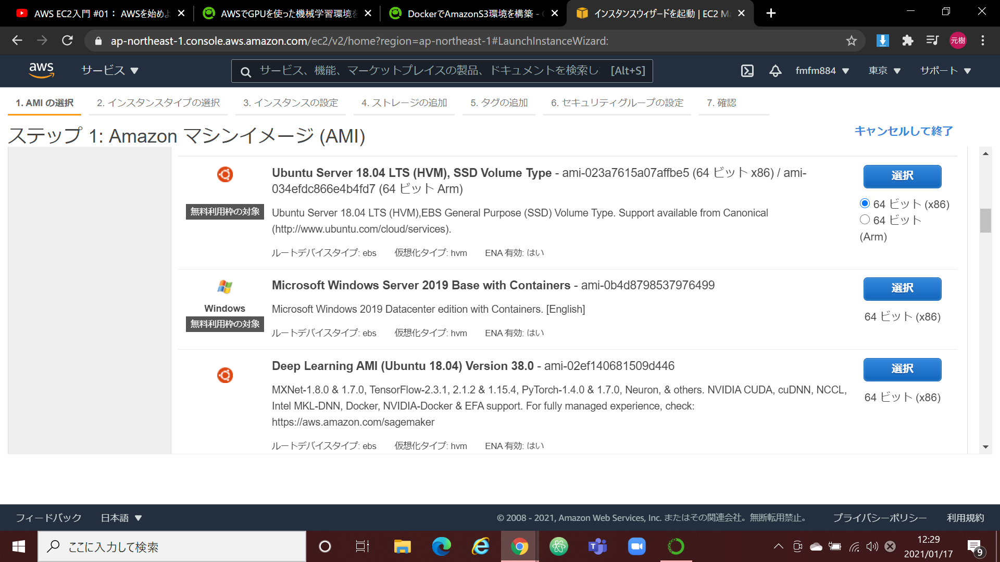 AWS EC2入門 #01： AWSを始めよ
AWSでGPUを使った機械学習環境を
DockerでAmazonS3環境を構築 -
インスタンスウィザードを起動 | EC2 Ma
ap-northeast-1.console.aws.amazon.com/ec2/v2/home?region=ap-northeast-1#LaunchInstanceWizard:
元樹
aws
サービス
サービス、機能、マーケットプレイスの製品、ドキュメントを検索し
[Alt+S]
fmfm884
東京
サポート
1. AMI の選択
2. インスタンスタイプの選択
3. インスタンスの設定
4. ストレージの追加
5. タグの追加
6. セキュリティグループの設定
7. 確認
ステップ 1: Amazon マシンイメージ (AMI)
キャンセルして終了
Ubuntu Server 18.04 LTS (HVM), SSD Volume Type - ami-023a7615a07affbe5 (64 ビット x86) / ami-
034efdc866e4b4fd7 (64 ビット Arm)
選択
無料利用枠の対象
Ubuntu Server 18.04 LTS (HVM),EBS General Purpose (SSD) Volume Type. Support available from Canonical
(http://www.ubuntu.com/cloud/services).
64 ビット (x86)
64 ビット
(Arm)
ルートデバイスタイプ: ebs
仮想化タイプ: hvm
ENA 有効: はい
Microsoft Windows Server 2019 Base with Containers - ami-0b4d8798537976499
選択
Windows
無料利用枠の対象
Microsoft Windows 2019 Datacenter edition with Containers. [English]
64 ビット (x86)
ルートデバイスタイプ: ebs
仮想化タイプ: hvm
ENA 有効: はい
Deep Learning AMI (Ubuntu 18.04) Version 38.0 - ami-02ef140681509d446
選択
MXNet-1.8.0 & 1.7.0, TensorFlow-2.3.1, 2.1.2 & 1.15.4, PyTorch-1.4.0 & 1.7.0, Neuron, & others. NVIDIA CUDA, cuDNN, NCCL,
Intel MKL-DNN, Docker, NVIDIA-Docker & EFA support. For fully managed experience, check:
https://aws.amazon.com/sagemaker
64 ビット (x86)
ルートデバイスタイプ: ebs
仮想化タイプ: hvm
ENA 有効: はい
フィードバック
日本語
© 2008 - 2021, Amazon Web Services, Inc. またはその関連会社。無断転用禁止。
プライバシーポリシー
利用規約
ここに入力して検索
12:29
2021/01/17
9